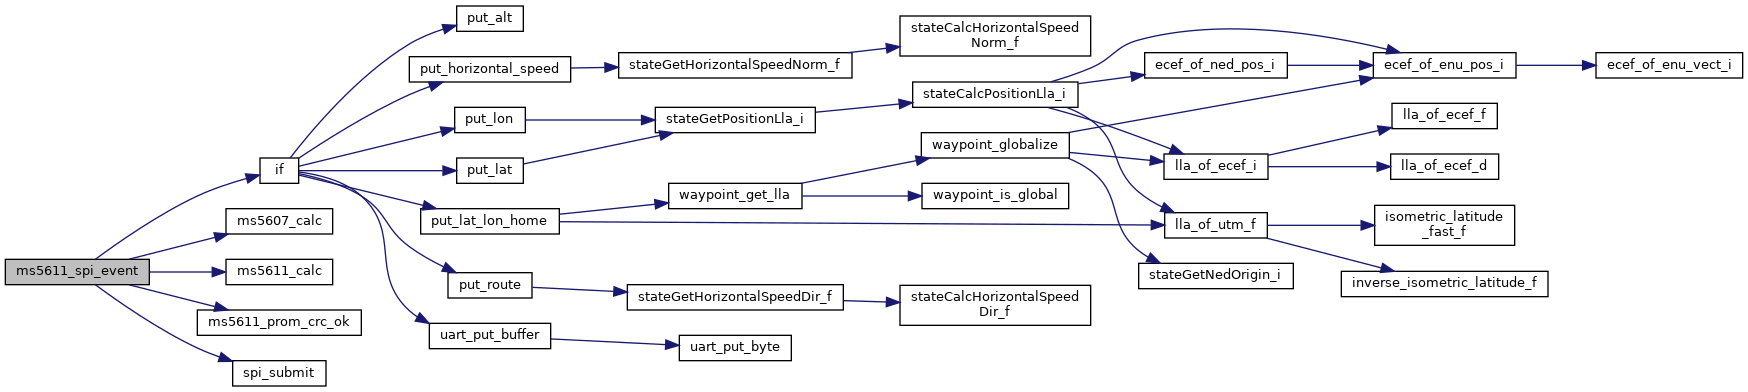 put_alt
stateCalcHorizontalSpeed
Norm_f
put_horizontal_speed
stateGetHorizontalSpeedNorm_f
ecef_of_ned_pos_i
ecef_of_enu_pos_i
ecef_of_enu_vect_i
stateCalcPositionLla_i
put_lon
stateGetPositionLla_i
lla_of_ecef_f
waypoint_globalize
if
put_lat
lla_of_ecef_i
lla_of_ecef_d
waypoint_get_lla
waypoint_is_global
ms5607_calc
put_lat_lon_home
lla_of_utm_f
isometric_latitude
_fast_f
ms5611_spi_event
ms5611_calc
put_route
stateGetNedOrigin_i
inverse_isometric_latitude_f
stateGetHorizontalSpeedDir_f
stateCalcHorizontalSpeed
Dir_f
ms5611_prom_crc_ok
uart_put_buffer
uart_put_byte
spi_submit